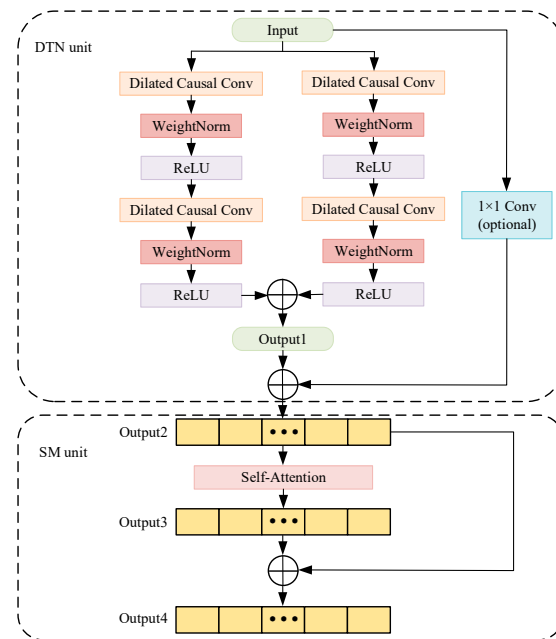 Input
DTN unit
Dilated Causal Conv
Dilated Causal Conv
WeightNorm
WeightNorm
ReLU
ReLU
Dilated Causal Conv
Dilated Causal Conv
1×1 Conv
(optional)
WeightNorm
WeightNorm
ReLU
ReLU
Output1
Output2
SM unit
Self-Attention
Output3
Output4